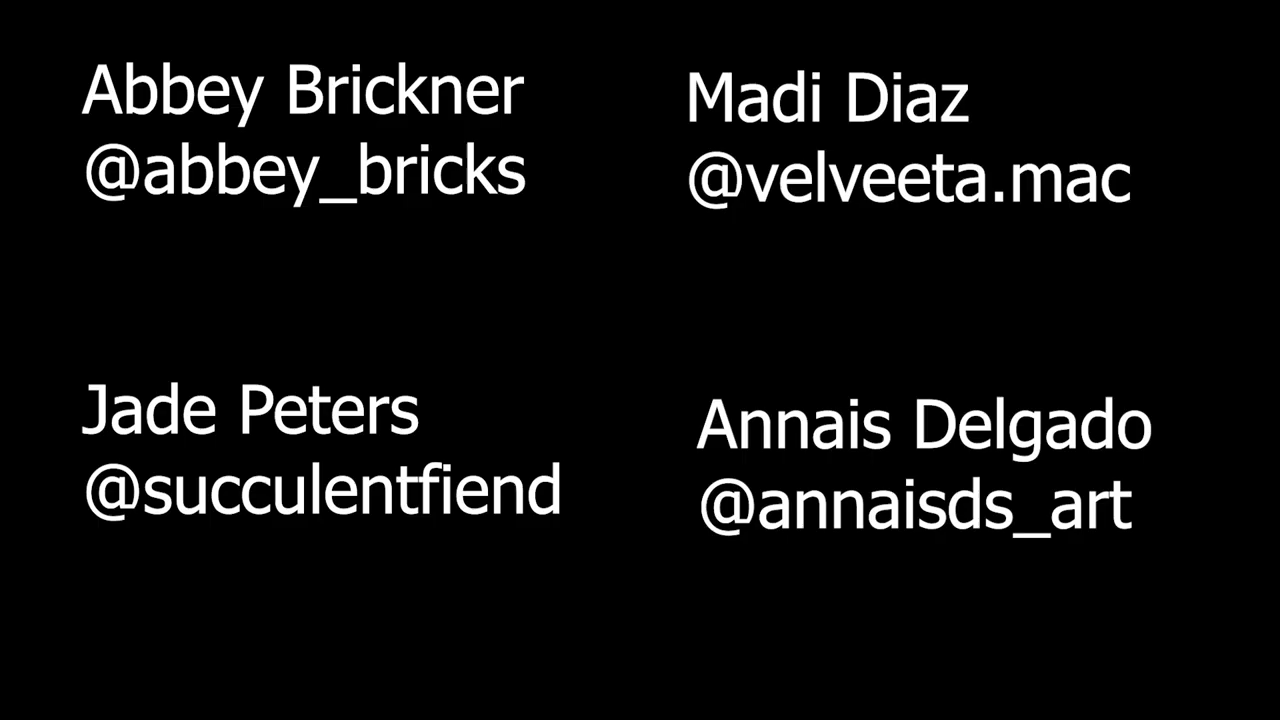 Abbey Brickner
@abbey_bricks
Madi Diaz
@velveeta.mac
Jade Peters
@succulentfiend
Annais Delgado
@annaisds_art